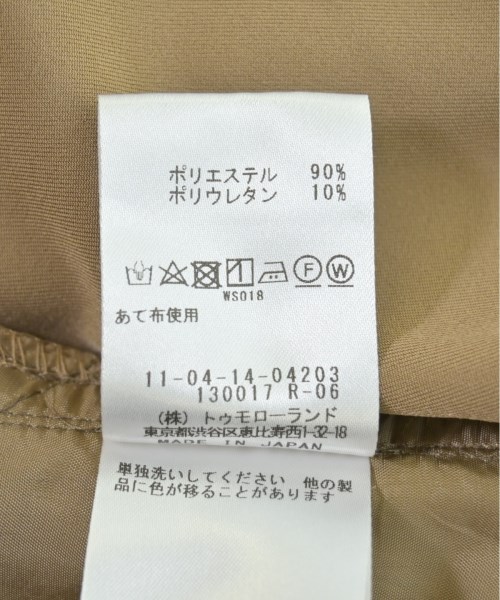 ポリエステル 90%
ポリウレタン 10%
F W
WS018
あて布使用
11-04-14-04203
130017 R-06
(株) トゥモローランド
東京都渋谷区恵比寿西1-32-18
MADE IN JAPAN
単独洗いしてください 他の製
品に色が移ることがあります